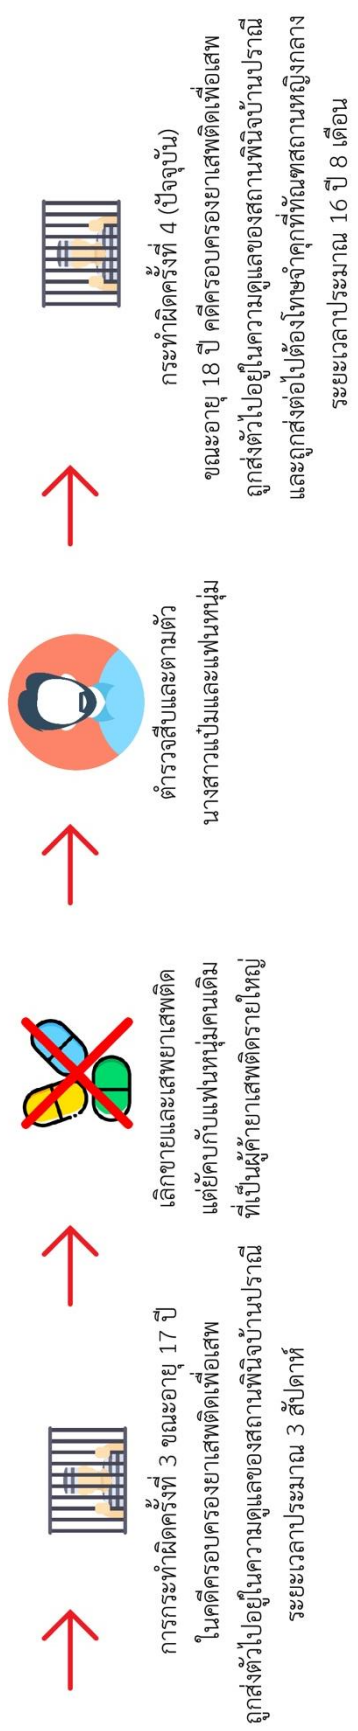 การกระทำผิดครั้งที่ 3 ขณะอายุ 17 ปี
ในคดีครอบครองยาเสพติดเพื่อเสพ
ถูกส่งตัวไปอยู่ในความดูแลของสถานพินิจบ้านปราณี
ระยะเวลาประมาณ 3 สัปดาห์
เลิกขายและเสพยาเสพติด
แต่ยัคบกับแฟนหนุ่มคนเดิม
ที่เป็นผู้ค้ายาเสพติดรายใหญ่
ตำรวจสืบและตามตัว
นางสาวแป๋มและแฟนหนุ่ม
กระทำผิดครั้งที่ 4 (ปัจจุบัน)
ขณะอายุ 18 ปี คดีครอบครองยาเสพติดเพื่อเสพ
ถูกส่งตัวไปอยู่ในความดูแลของสถานพินิจบ้านปราณี
และถูกส่งต่อไปต้องโทษจำคุกที่ทัณฑสถานหญิงกลาง
ระยะเวลาประมาณ 16 ปี 8 เดือน